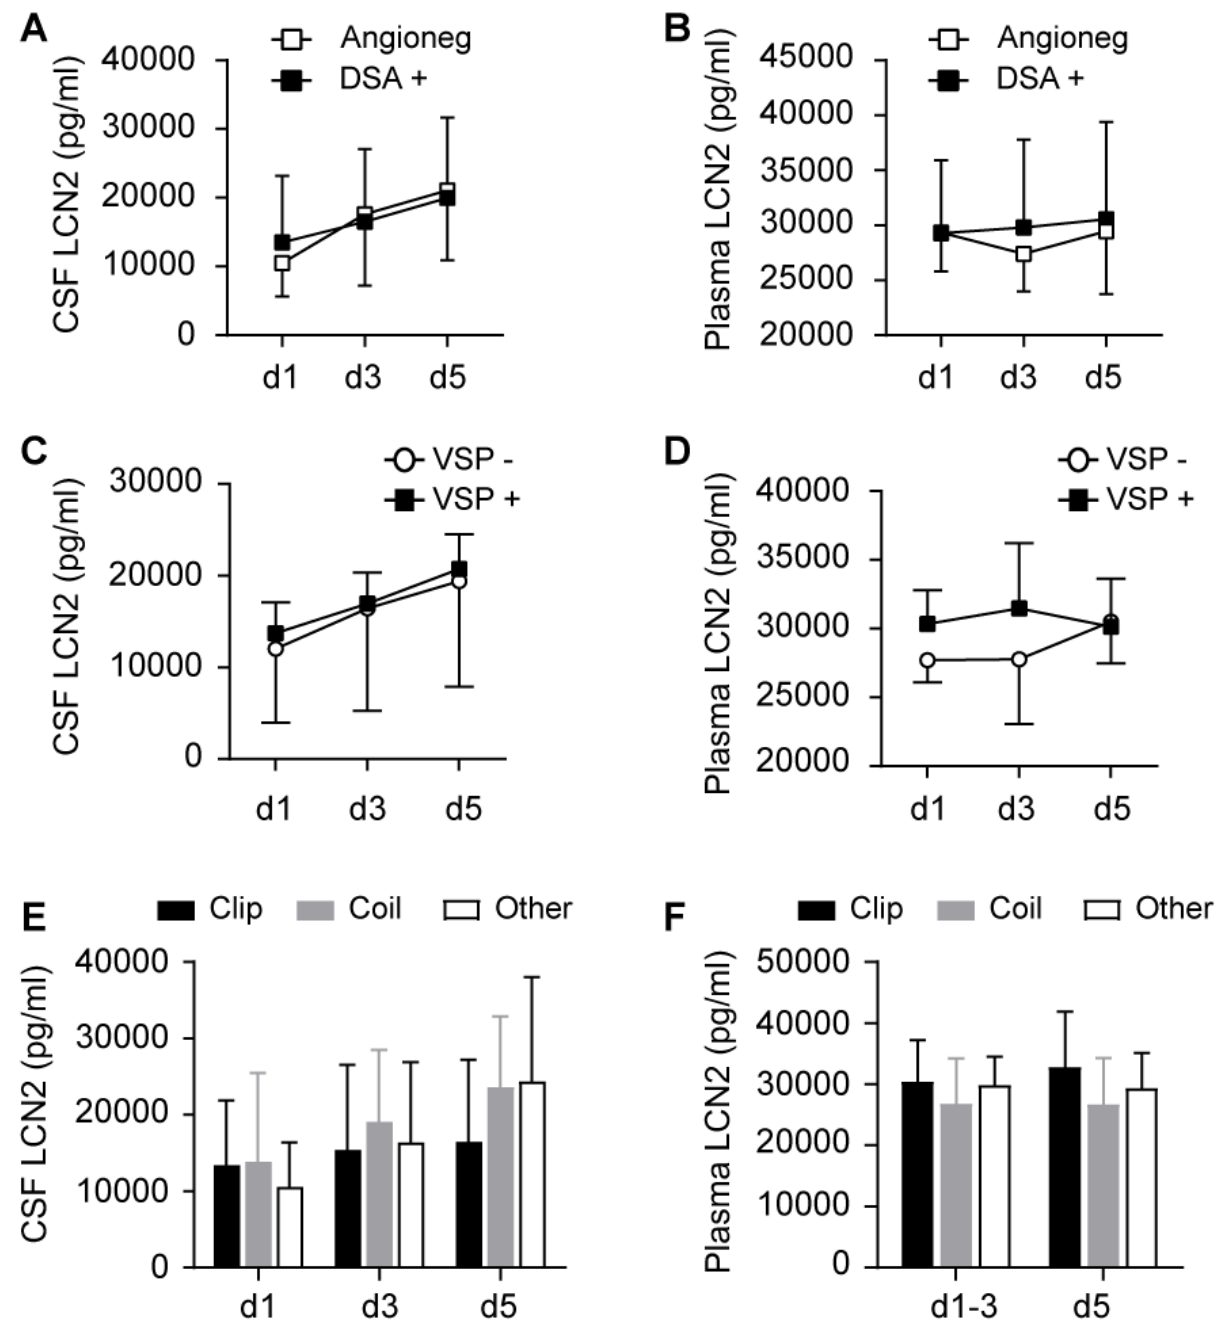 A
Angioneg
DSA +
CSF LCN2 (pg/ml)
40000
30000
20000
10000
0
d1 d3 d5
B
Angioneg
DSA +
Plasma LCN2 (pg/ml)
45000
40000
35000
30000
25000
20000
d1 d3 d5
C
VSP -
VSP +
CSF LCN2 (pg/ml)
30000
20000
10000
0
d1 d3 d5
D
VSP -
VSP +
Plasma LCN2 (pg/ml)
40000
35000
30000
25000
20000
d1 d3 d5
E
Clip Coil Other
CSF LCN2 (pg/ml)
40000
30000
20000
10000
0
d1 d3 d5
F
Clip Coil Other
Plasma LCN2 (pg/ml)
50000
40000
30000
20000
10000
0
d1-3 d5